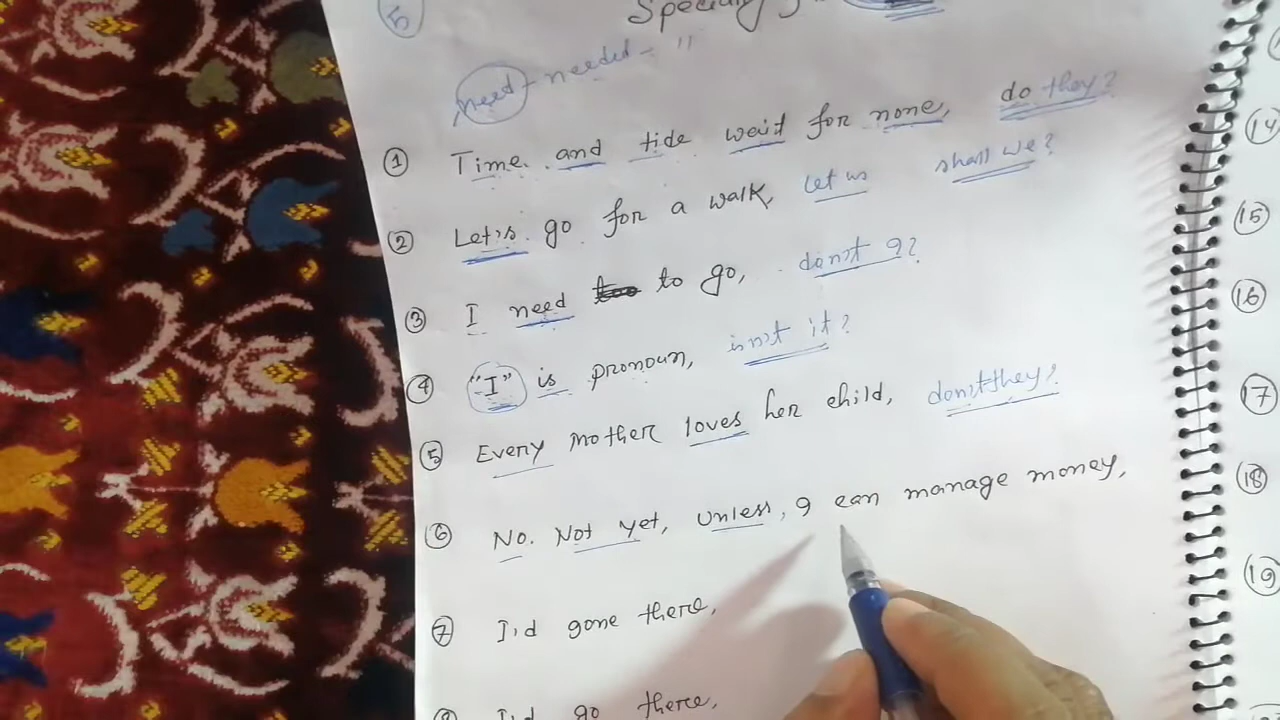 5
need - needed - "
① Time and tide wait for none, do they?
② Let's go for a walk, Let us shall we?
③ I need to go, don't I?
④ "I" is pronoun, isn't it?
⑤ Every mother loves her child, don't they?
⑥ No. Not yet, unless, I can manage money,
⑦ I'd gone there,
I'd go there,
14
15
16
17
18
19